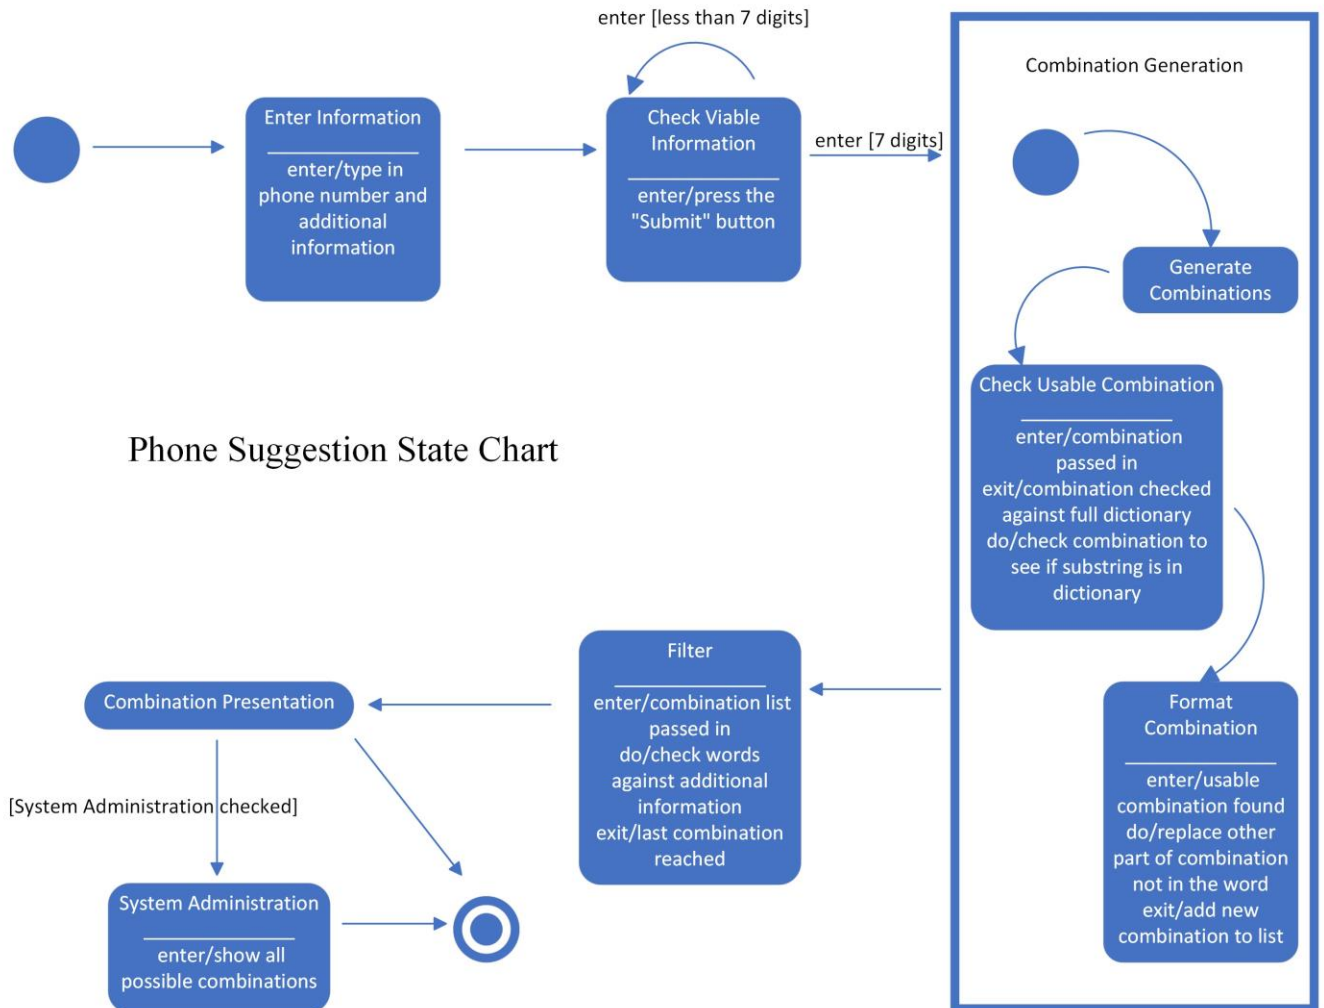 enter [less than 7 digits]
Enter Information
enter/type in
phone number and
additional
information
Check Viable
Information
enter/press the
"Submit" button
enter [7 digits]
Combination Generation
Generate
Combinations
Check Usable Combination
enter/combination
passed in
exit/combination checked
against full dictionary
do/check combination to
see if substring is in
dictionary
Format
Combination
enter/usable
combination found
do/replace other
part of combination
not in the word
exit/add new
combination to list
Phone Suggestion State Chart
Filter
enter/combination list
passed in
do/check words
against additional
information
exit/last combination
reached
Combination Presentation
[System Administration checked]
System Administration
enter/show all
possible combinations